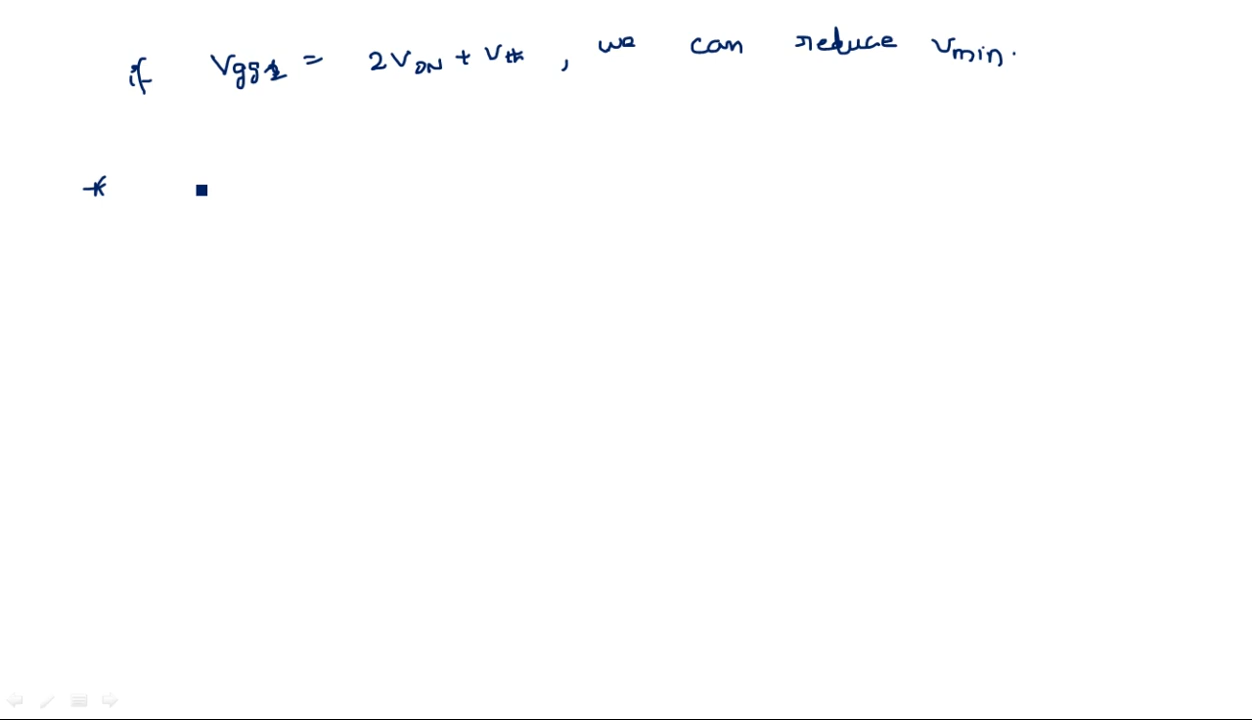 if Vgg1 = 2VON + Vth , we can reduce Vmin.
*